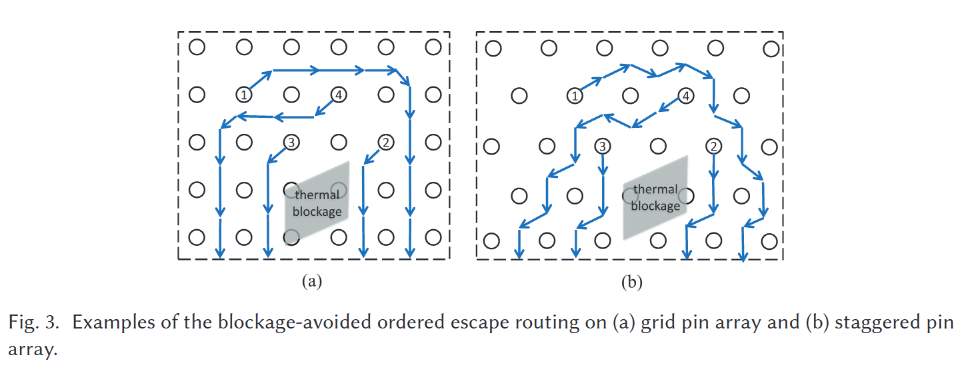 1
4
3
2
thermal
blockage
(a)
1
4
3
2
thermal
blockage
(b)
Fig. 3. Examples of the blockage-avoided ordered escape routing on (a) grid pin array and (b) staggered pin
array.